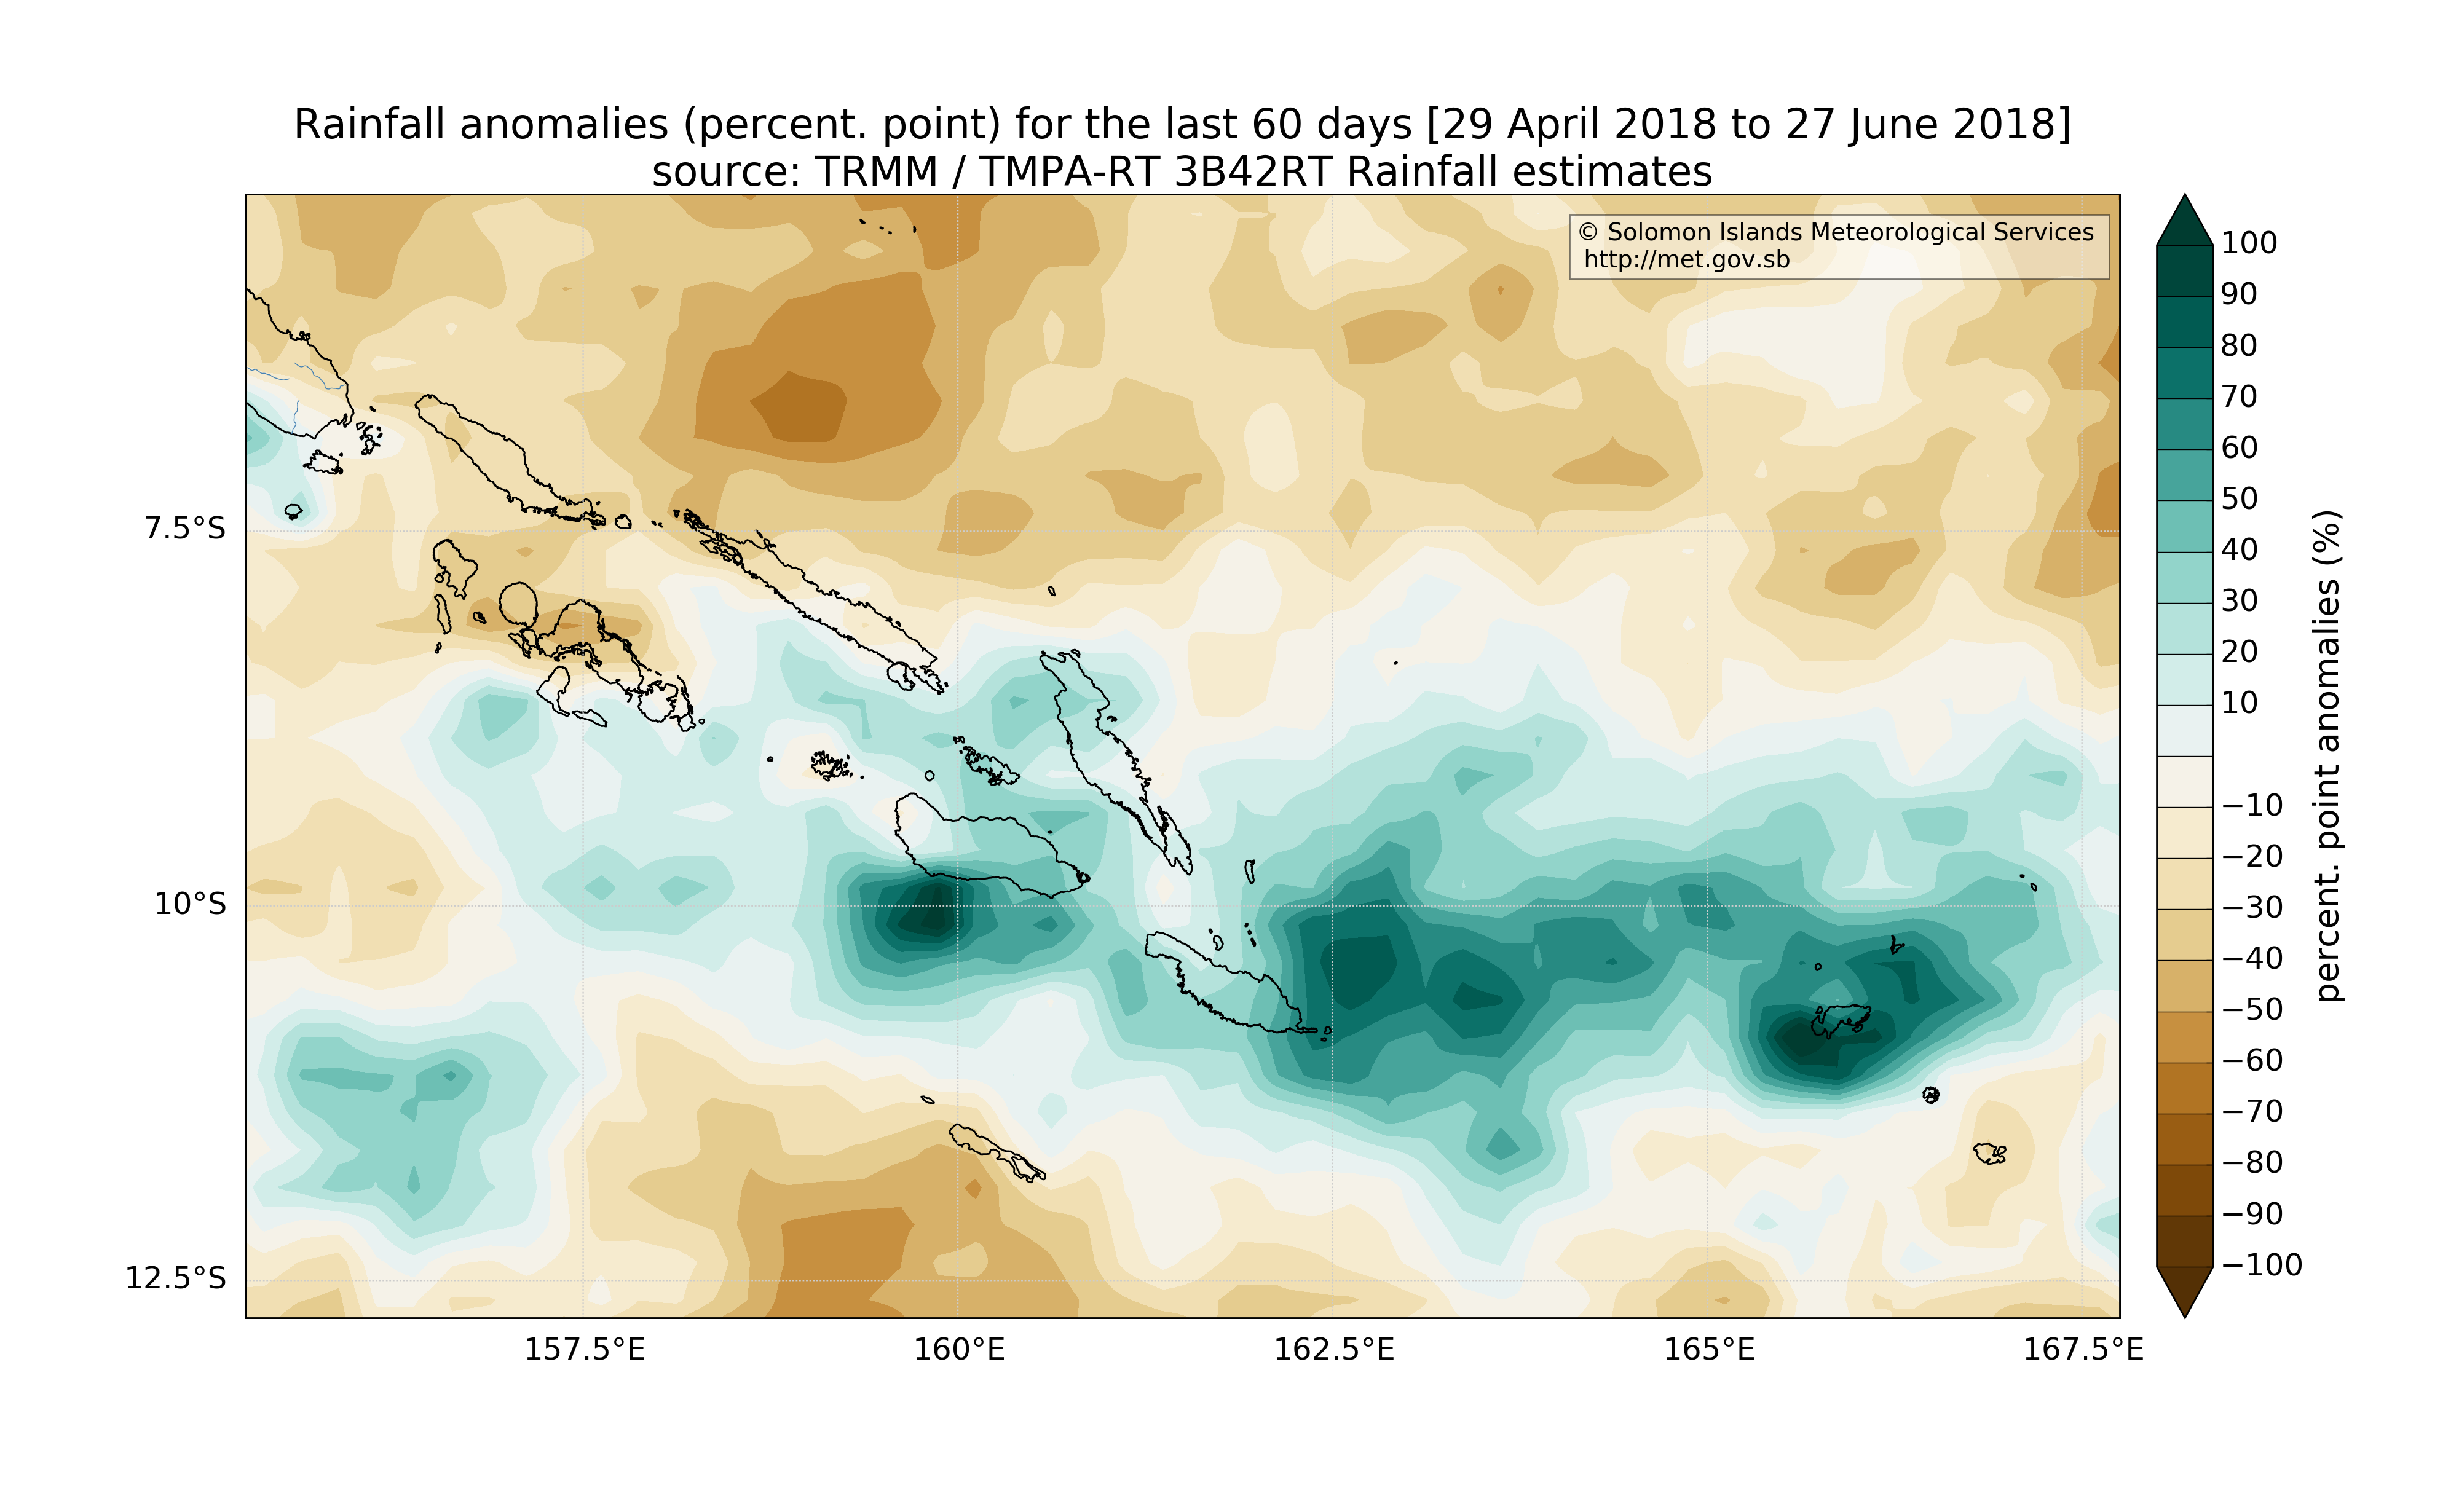 Rainfall anomalies (percent. point) for the last 60 days [29 April 2018 to 27 June 2018]
source: TRMM / TMPA-RT 3B42RT Rainfall estimates
© Solomon Islands Meteorological Services
http://met.gov.sb
7.5°S
10°S
12.5°S
157.5°E
160°E
162.5°E
165°E
167.5°E
100
90
80
70
60
50
40
30
20
10
−10
−20
−30
−40
−50
−60
−70
−80
−90
−100
percent. point anomalies (%)